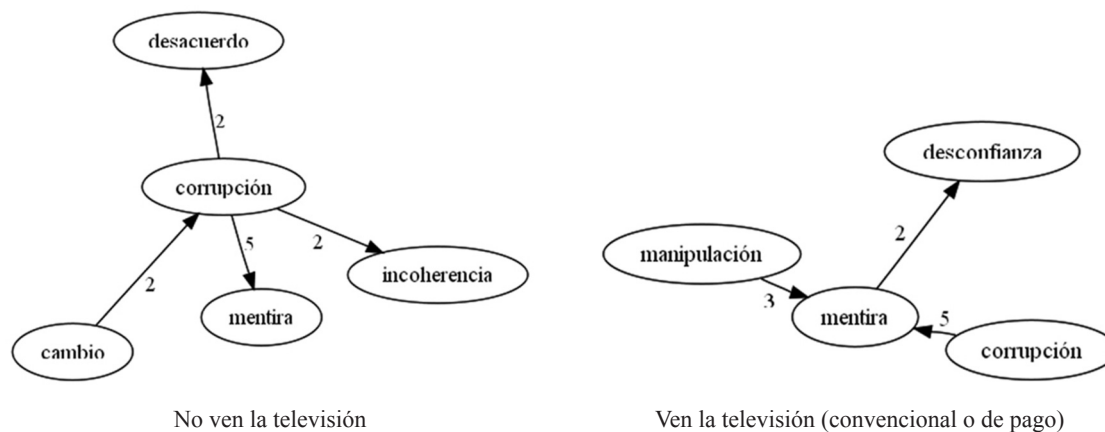 desacuerdo
2
corrupción
5
2
incoherencia
2
mentira
cambio
No ven la televisión
desconfianza
2
manipulación
3
mentira
5
corrupción
Ven la televisión (convencional o de pago)